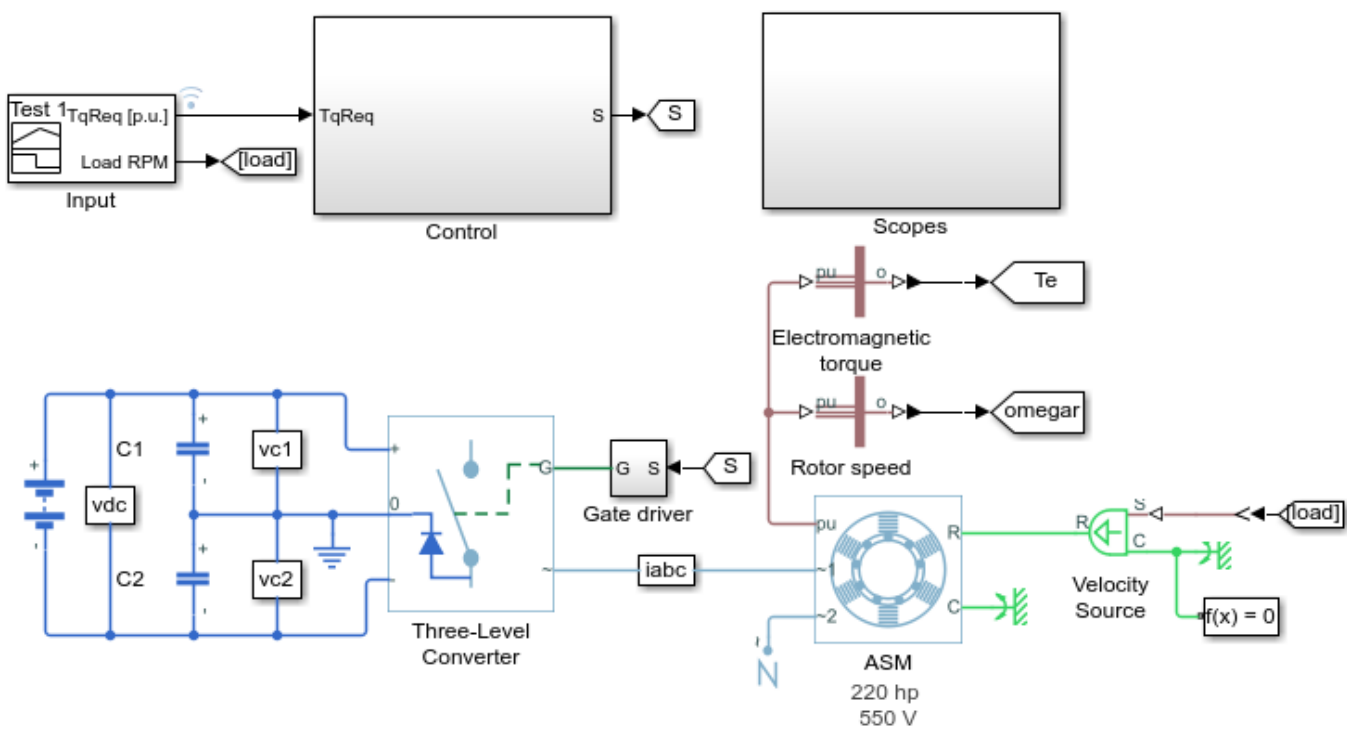 Test 1
TqReq [p.u.]
Load RPM
Input
[load]
TqReq
S
Control
S
Scopes
pu
o
Te
Electromagnetic
torque
pu
o
omegar
Rotor speed
+
-
vdc
C1
+
-
vc1
C2
+
-
vc2
+
0
-
G
~
Three-Level
Converter
G
S
Gate driver
S
iabc
pu
~1
~2
R
C
~
N
ASM
220 hp
550 V
R
S
C
Velocity
Source
[load]
f(x) = 0